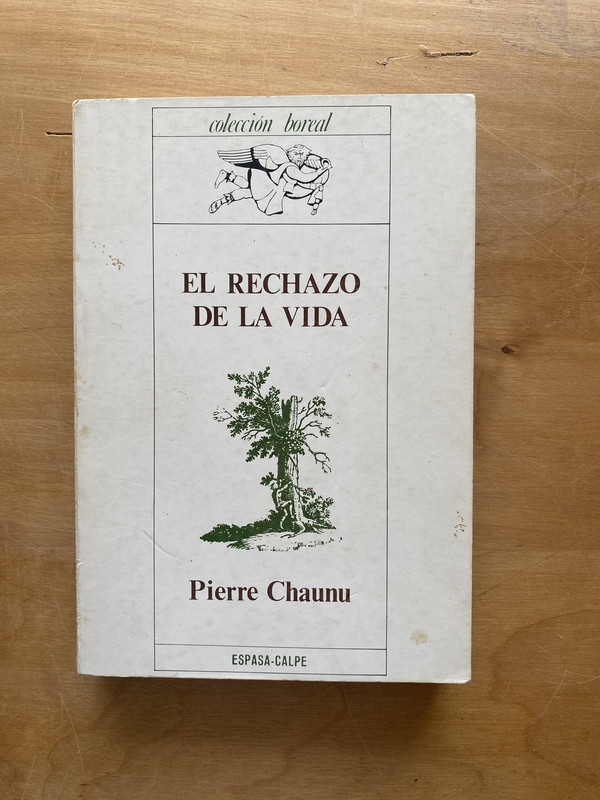 colección boreal
EL RECHAZO
DE LA VIDA
Pierre Chaunu
ESPASA-CALPE